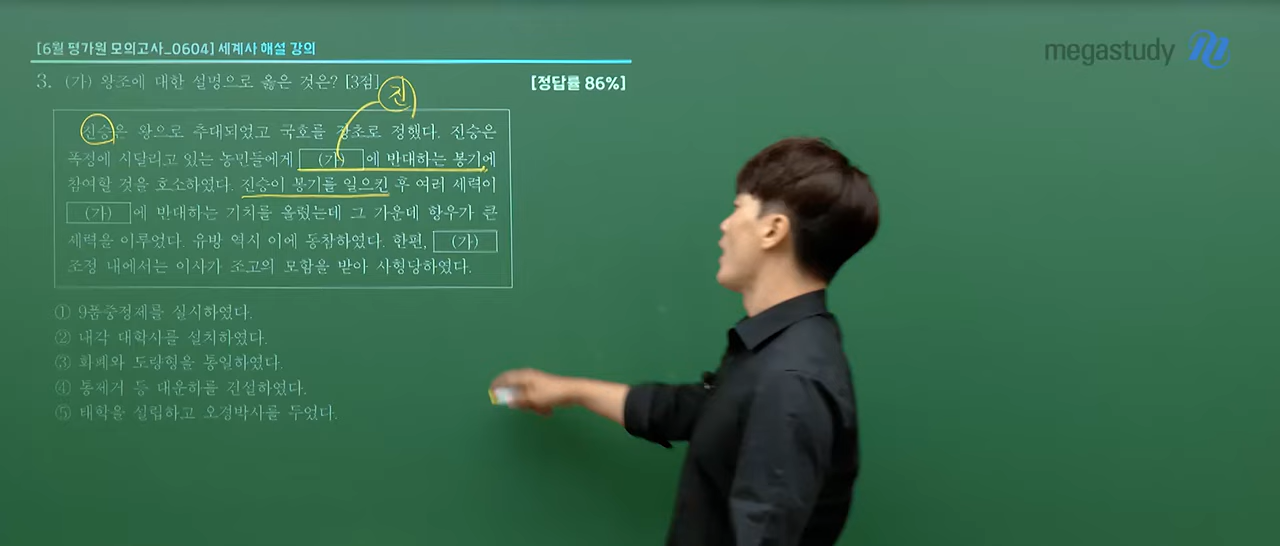 [6월 평가원 모의고사_0604] 세계사 해설 강의
megastudy
3. (가) 왕조에 대한 설명으로 옳은 것은? [3점]
[정답률 86%]
진
진승은 왕으로 추대되었고 국호를 장초로 정했다. 진승은
폭정에 시달리고 있는 농민들에게 (가) 에 반대하는 봉기에
참여할 것을 호소하였다. 진승이 봉기를 일으킨 후 여러 세력이
(가) 에 반대하는 기치를 올렸는데 그 가운데 항우가 큰
세력을 이루었다. 유방 역시 이에 동참하였다. 한편, (가)
조정 내에서는 이사가 조고의 모함을 받아 사형당하였다.
① 9품중정제를 실시하였다.
② 내각 대학사를 설치하였다.
③ 화폐와 도량형을 통일하였다.
④ 통제거 등 대운하를 건설하였다.
⑤ 태학을 설립하고 오경박사를 두었다.